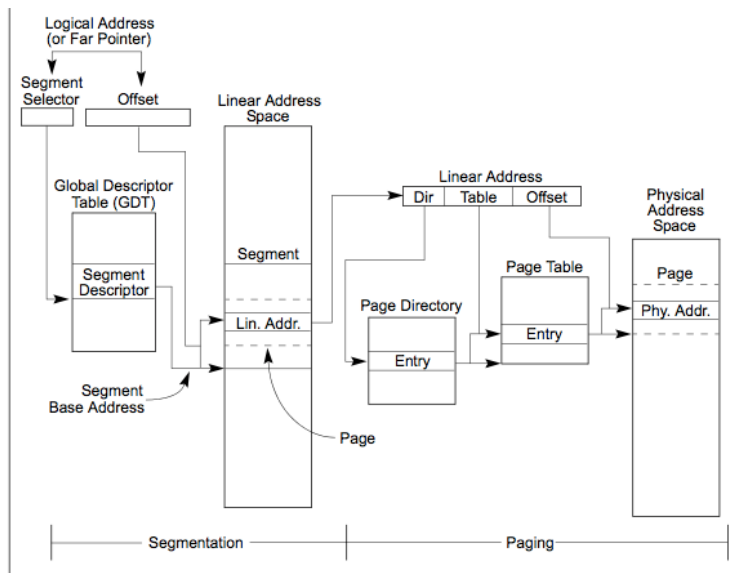 Logical Address
(or Far Pointer)
Segment
Selector
Offset
Linear Address
Space
Global Descriptor
Table (GDT)
Segment
Descriptor
Segment
Base Address
Segment
Lin. Addr.
Page
Linear Address
Dir
Table
Offset
Page Directory
Entry
Page Table
Entry
Physical
Address
Space
Page
Phy. Addr.
Segmentation
Paging